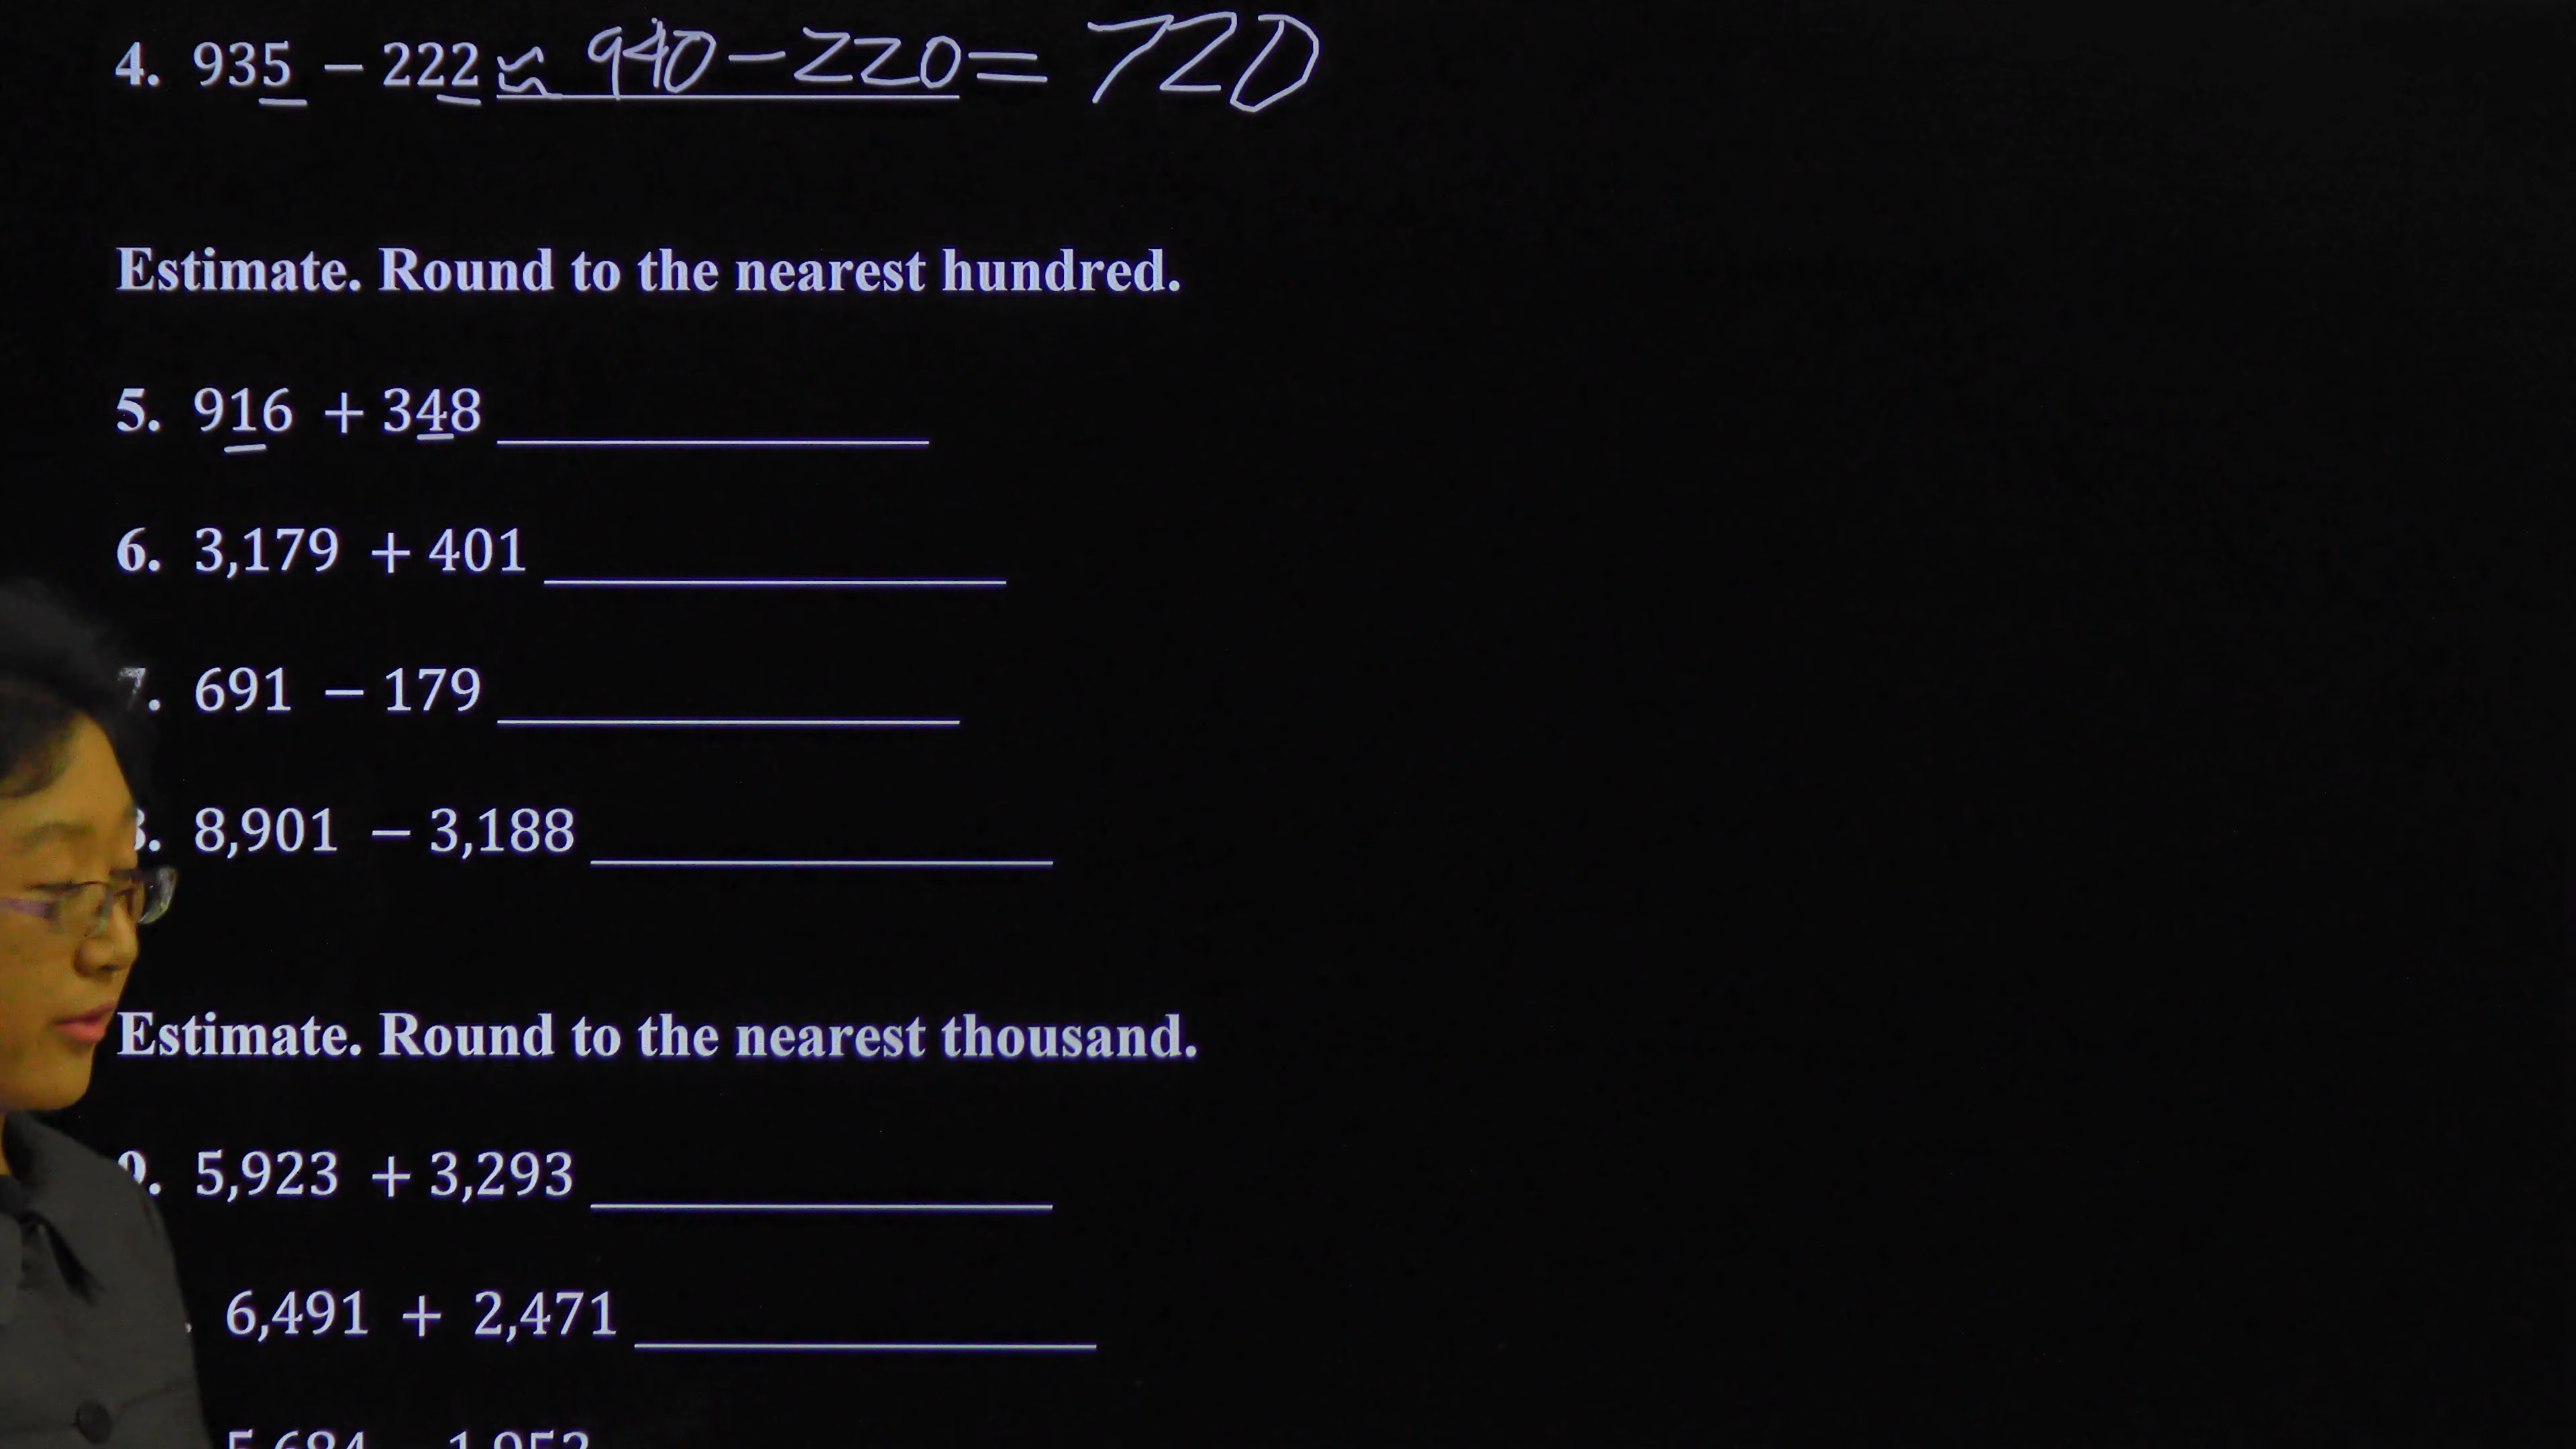 4. 935 − 222 ≈ 940 − 220 = 720
Estimate. Round to the nearest hundred.
5. 916 + 348
6. 3,179 + 401
7. 691 − 179
8. 8,901 − 3,188
Estimate. Round to the nearest thousand.
9. 5,923 + 3,293
. 6,491 + 2,471